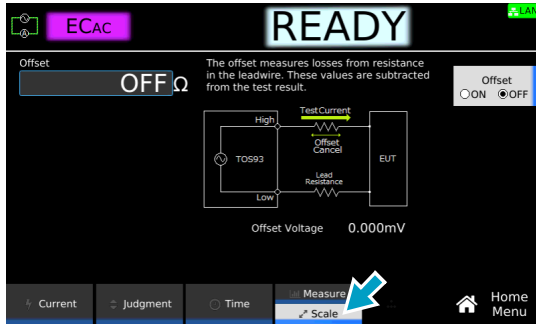 ECAC
READY
LAN
Offset
OFF Ω
The offset measures losses from resistance
in the leadwire. These values are subtracted
from the test result.
Offset
ON OFF
High
Test Current
Offset
Cancel
TOS93
EUT
Lead
Resistance
Low
Offset Voltage 0.000mV
Current
Judgment
Time
Measure
Scale
Home
Menu